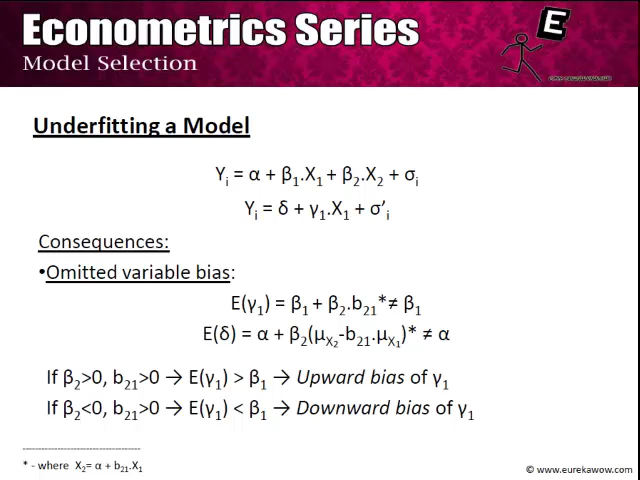 Econometrics Series
Model Selection
E
Underfitting a Model
Yᵢ = α + β₁.X₁ + β₂.X₂ + σᵢ
Yᵢ = δ + γ₁.X₁ + σ’ᵢ
Consequences:
•Omitted variable bias:
E(γ₁) = β₁ + β₂.b₂₁*≠ β₁
E(δ) = α + β₂(μ_X₂-b₂₁.μ_X₁)* ≠ α
If β₂>0, b₂₁>0 → E(γ₁) > β₁ → Upward bias of γ₁
If β₂<0, b₂₁>0 → E(γ₁) < β₁ → Downward bias of γ₁
* - where X₂= α + b₂₁.X₁
© www.eurekawow.com